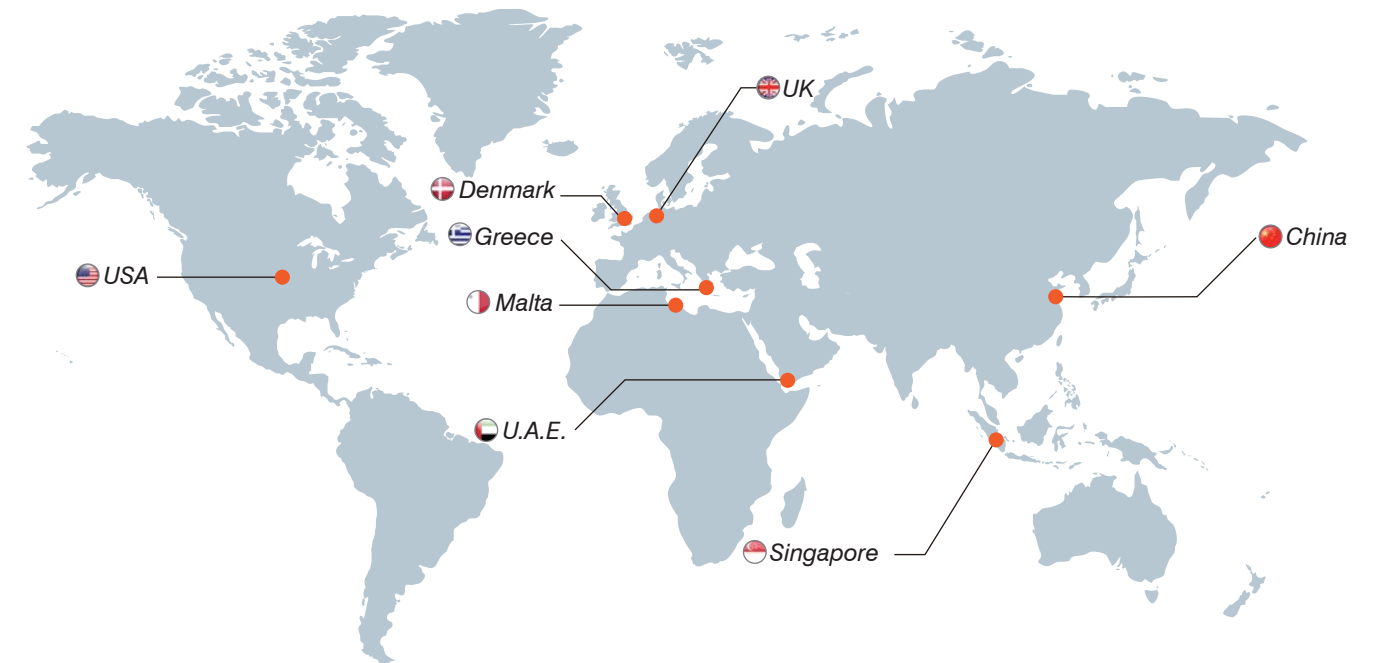 UK
Denmark
Greece
China
USA
Malta
U.A.E.
Singapore